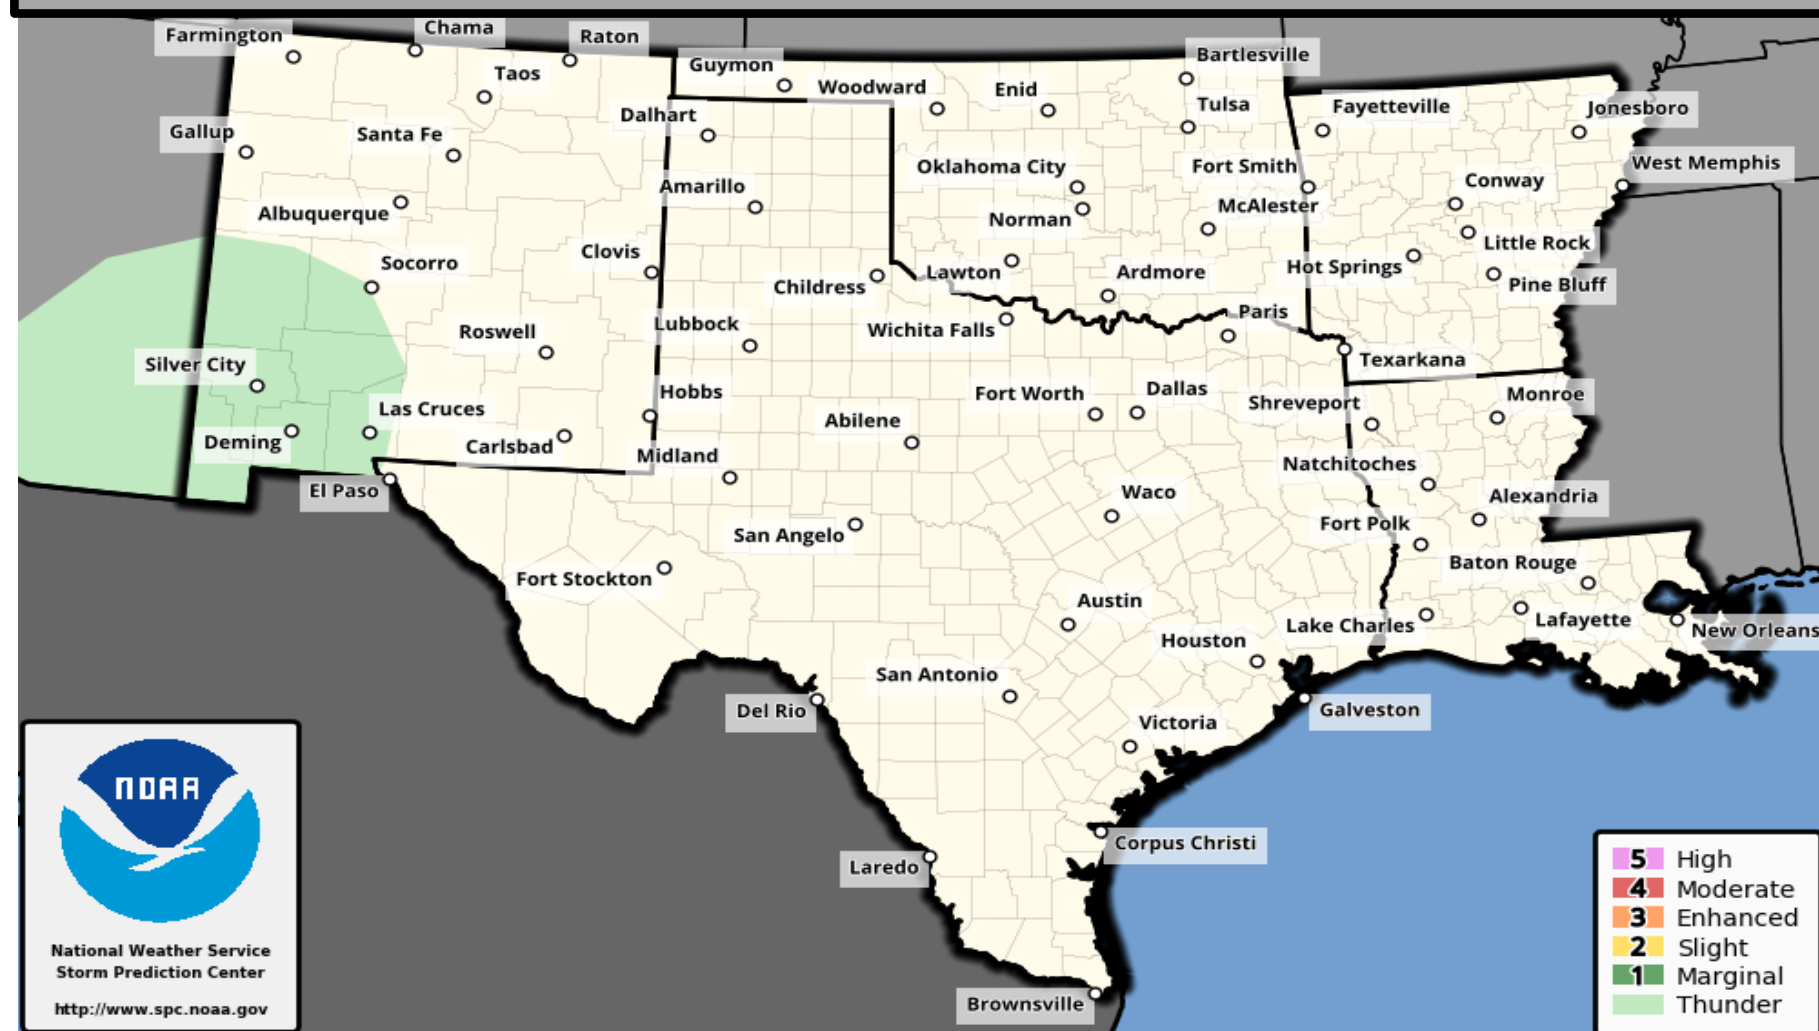 Farmington
Chama
Raton
Taos
Guymon
Woodward
Enid
Bartlesville
Tulsa
Fayetteville
Jonesboro
Gallup
Santa Fe
Dalhart
Oklahoma City
Fort Smith
West Memphis
Conway
Albuquerque
Amarillo
Norman
McAlester
Little Rock
Socorro
Clovis
Childress
Lawton
Ardmore
Hot Springs
Pine Bluff
Roswell
Lubbock
Wichita Falls
Paris
Texarkana
Silver City
Las Cruces
Hobbs
Fort Worth
Dallas
Shreveport
Monroe
Deming
Carlsbad
Midland
Abilene
Natchitoches
El Paso
San Angelo
Waco
Fort Polk
Alexandria
Fort Stockton
Austin
Baton Rouge
Houston
Lake Charles
Lafayette
New Orleans
San Antonio
Del Rio
Victoria
Galveston
Laredo
Corpus Christi
Brownsville
NOAA
National Weather Service
Storm Prediction Center
http://www.spc.noaa.gov
5 High
4 Moderate
3 Enhanced
2 Slight
1 Marginal
Thunder